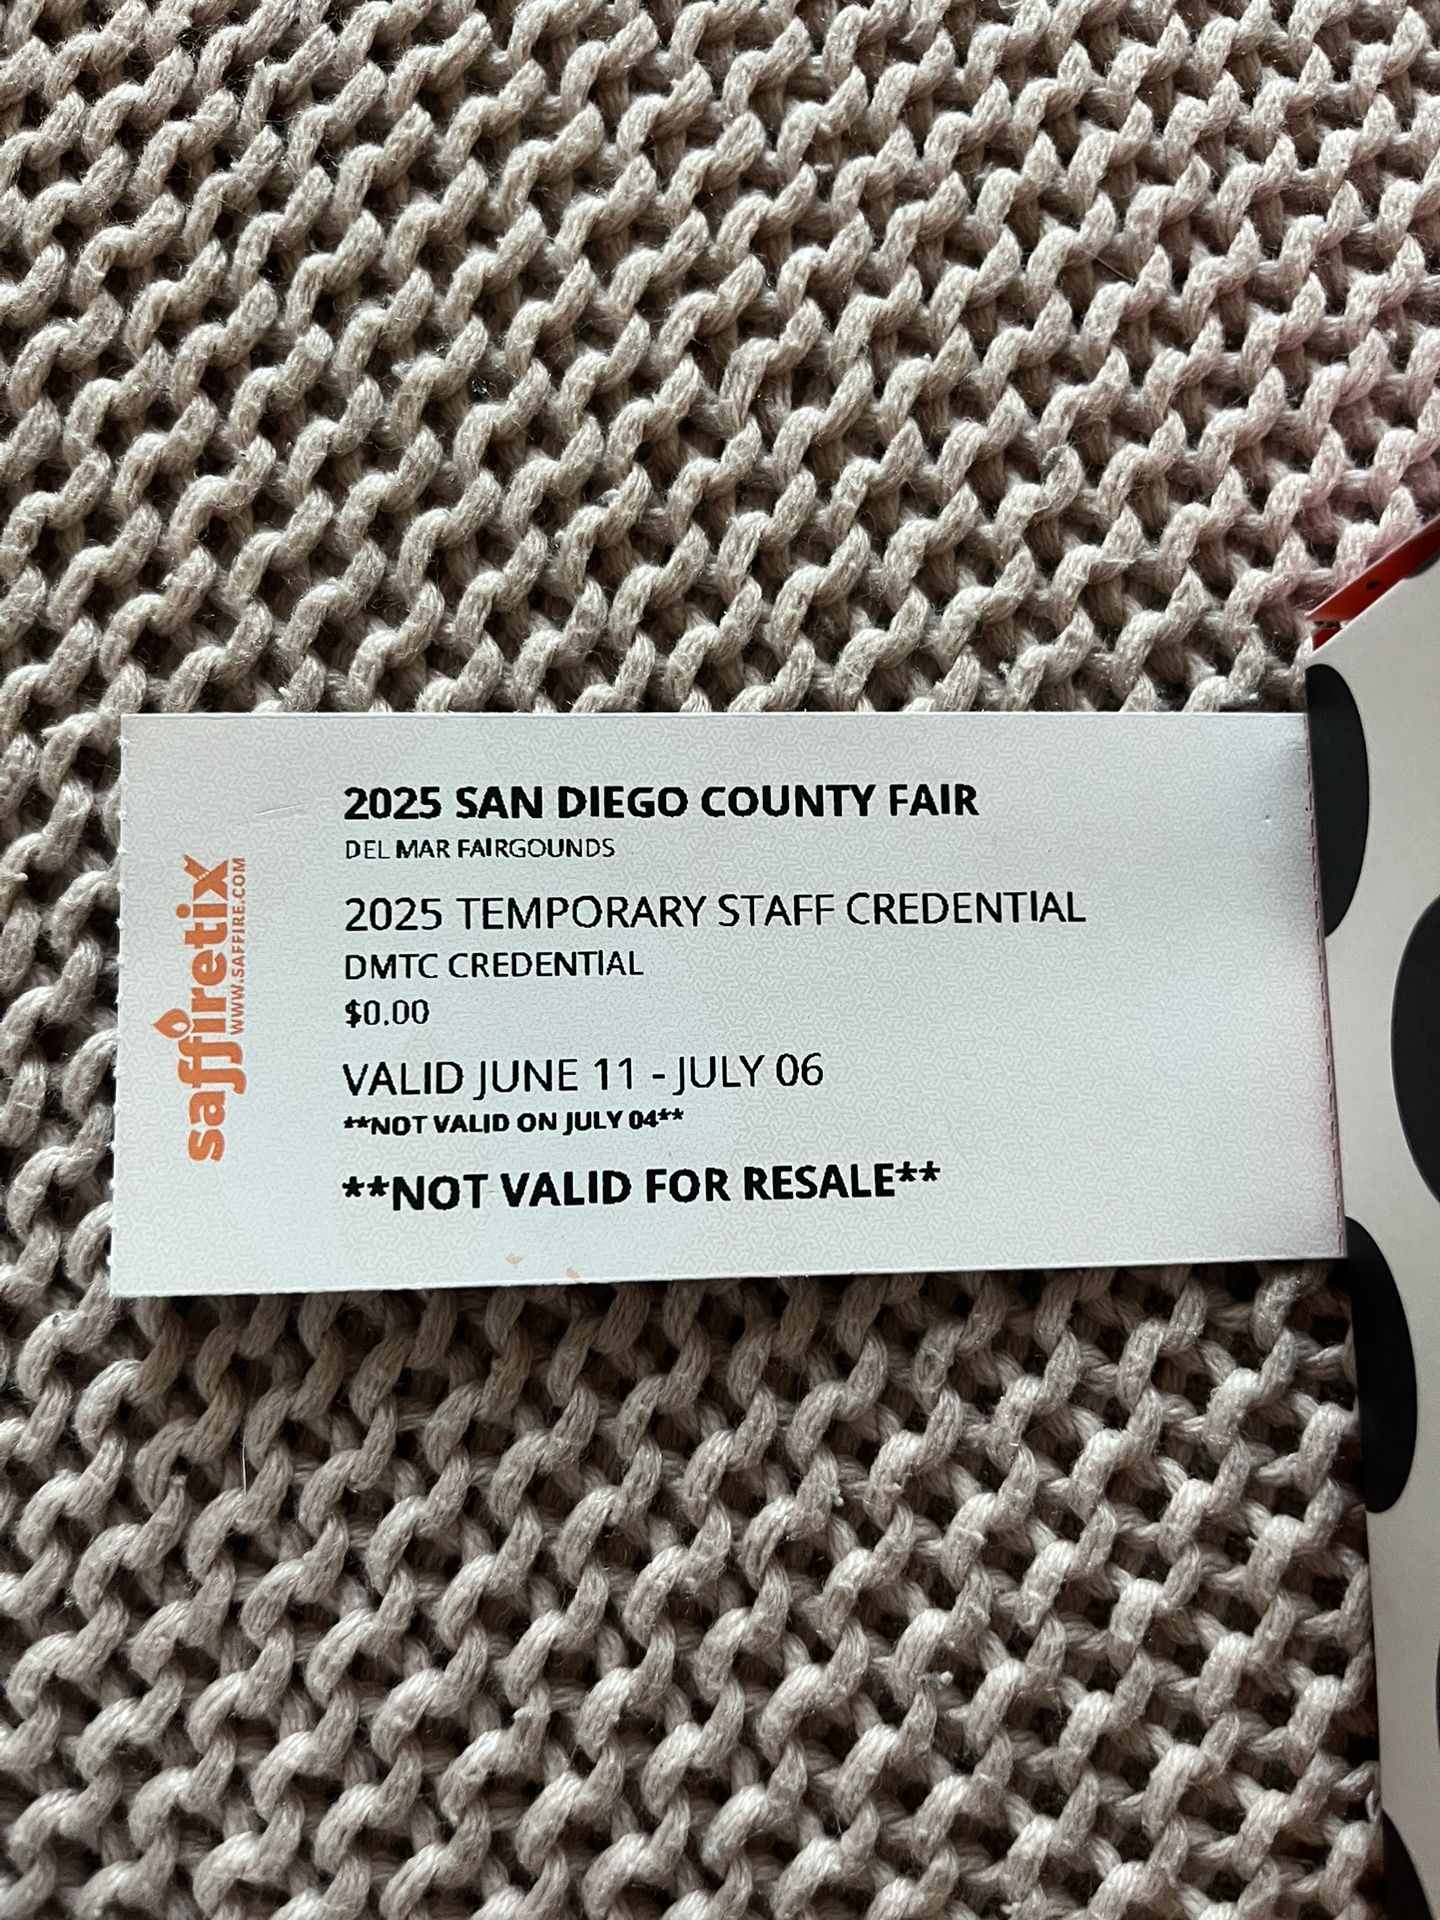 saffiretix
WWW.SAFFIRE.COM
2025 SAN DIEGO COUNTY FAIR
DEL MAR FAIRGOUNDS
2025 TEMPORARY STAFF CREDENTIAL
DMTC CREDENTIAL
$0.00
VALID JUNE 11 - JULY 06
**NOT VALID ON JULY 04**
**NOT VALID FOR RESALE**